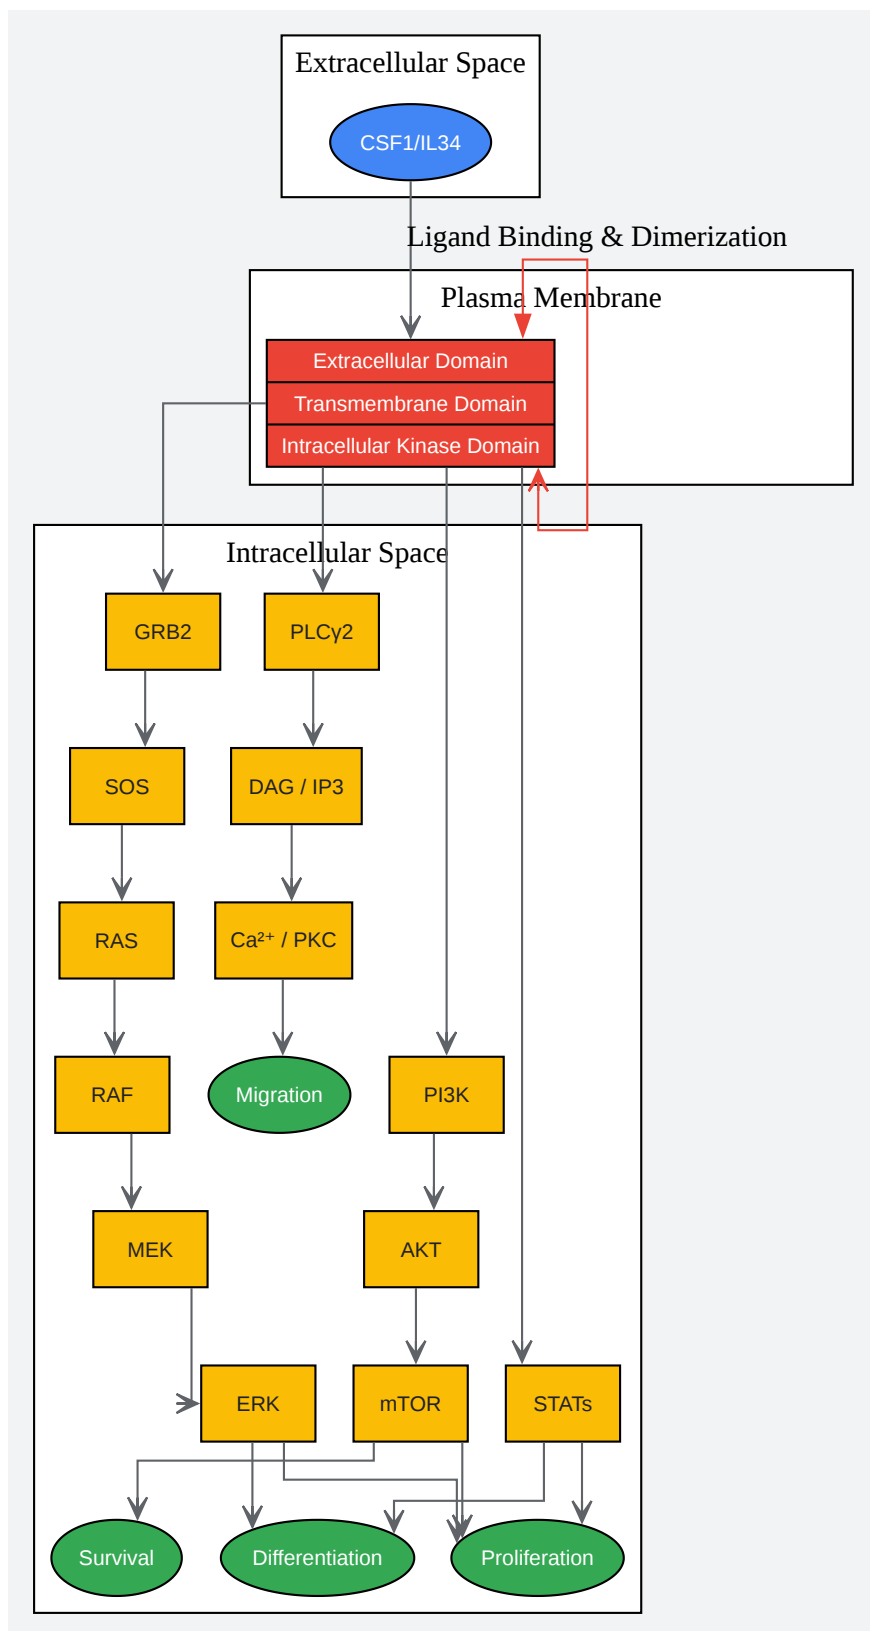 Extracellular Space
CSF1/IL34
Ligand Binding & Dimerization
Plasma Membrane
Extracellular Domain
Transmembrane Domain
Intracellular Kinase Domain
Intracellular Space
GRB2
PLCγ2
SOS
DAG / IP3
RAS
Ca²⁺ / PKC
RAF
Migration
PI3K
MEK
AKT
ERK
mTOR
STATs
Survival
Differentiation
Proliferation